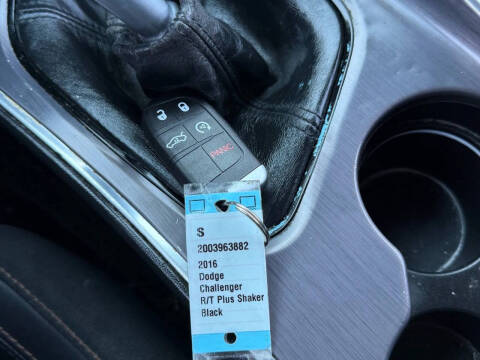 PANIC
S
2003963882
2016
Dodge
Challenger
R/T Plus Shaker
Black